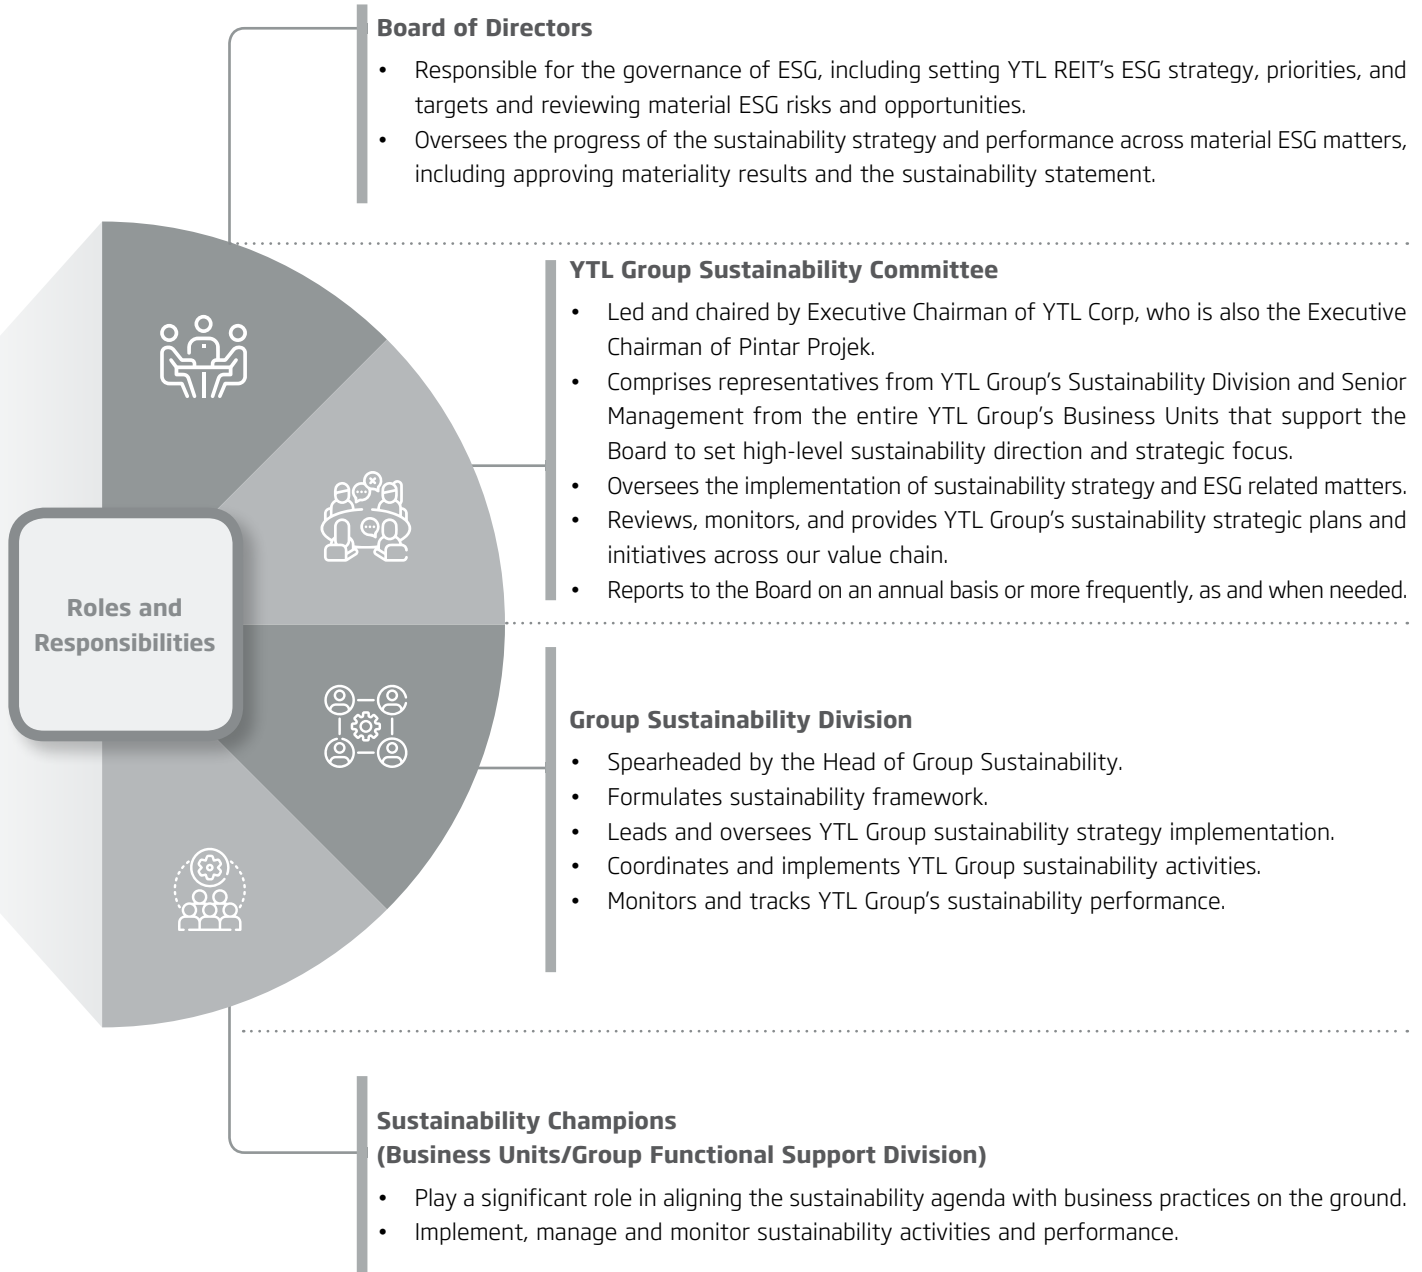 Board of Directors
• Responsible for the governance of ESG, including setting YTL REIT's ESG strategy, priorities, and
targets and reviewing material ESG risks and opportunities.
• Oversees the progress of the sustainability strategy and performance across material ESG matters,
including approving materiality results and the sustainability statement.
YTL Group Sustainability Committee
• Led and chaired by Executive Chairman of YTL Corp, who is also the Executive
Chairman of Pintar Projek.
• Comprises representatives from YTL Group's Sustainability Division and Senior
Management from the entire YTL Group's Business Units that support the
Board to set high-level sustainability direction and strategic focus.
• Oversees the implementation of sustainability strategy and ESG related matters.
• Reviews, monitors, and provides YTL Group's sustainability strategic plans and
initiatives across our value chain.
• Reports to the Board on an annual basis or more frequently, as and when needed.
Roles and
Responsibilities
Group Sustainability Division
• Spearheaded by the Head of Group Sustainability.
• Formulates sustainability framework.
• Leads and oversees YTL Group sustainability strategy implementation.
• Coordinates and implements YTL Group sustainability activities.
• Monitors and tracks YTL Group's sustainability performance.
Sustainability Champions
(Business Units/Group Functional Support Division)
• Play a significant role in aligning the sustainability agenda with business practices on the ground.
• Implement, manage and monitor sustainability activities and performance.